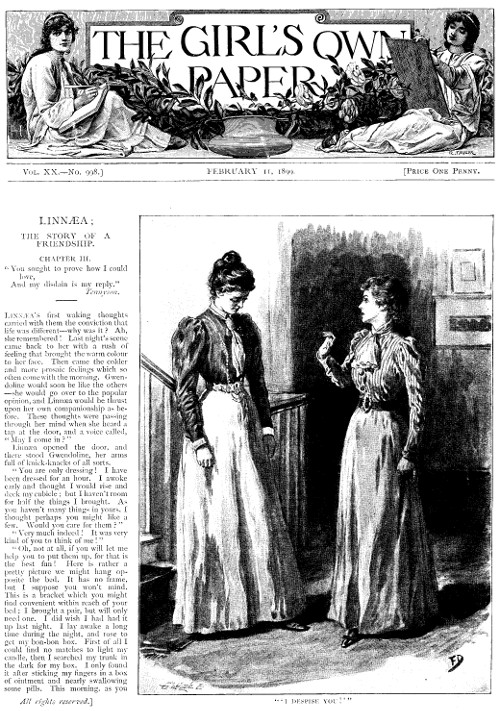 THE GIRL'S OWN
PAPER
VOL. XX.—No. 998.]
FEBRUARY 11, 1899.
[PRICE ONE PENNY.
LINNÆA;
THE STORY OF A
FRIENDSHIP.
CHAPTER III.
"You sought to prove how I could
love,
And my disdain is my reply."
Tennyson.
LINNÆA'S first waking thoughts
carried with them the conviction that
life was different—why was it? Ah,
she remembered! Last night's scene
came back to her with a rush of
feeling that brought the warm colour
to her face. Then came the colder
and more prosaic feelings which so
often come with the morning. Gwen-
doline would soon be like the others
—she would go over to the popular
opinion, and Linnæa would be thrust
upon her own companionship as be-
fore. These thoughts were passing
through her mind when she heard a
tap at the door, and a voice called,
"May I come in?"
Linnæa opened the door, and
there stood Gwendoline, her arms
full of knick-knacks of all sorts.
"You are only dressing! I have
been dressed for an hour. I awoke
early and thought I would rise and
deck my cubicle; but I haven't room
for half the things I brought. As
you haven't many things in yours, I
thought perhaps you might like a
few. Would you care for them?"
"Very much indeed! It was very
kind of you to think of me!"
"Oh, not at all, if you will let me
help you to put them up, for that is
the best fun! Here is rather a
pretty picture we might hang op-
posite the bed. It has no frame,
but I suppose you won't mind.
This is a bracket which you might
find convenient within reach of your
bed; I brought a pair, but will only
need one. I did wish I had had it
up last night. I lay awake a long
time during the night, and rose to
get my bon-bon box. First of all I
could find no matches to light my
candle, then I searched my trunk in
the dark for my box. I only found
it after sticking my fingers in a box
of ointment and nearly swallowing
some pills. This morning, as you
All rights reserved.]
"'I DESPISE YOU!'"